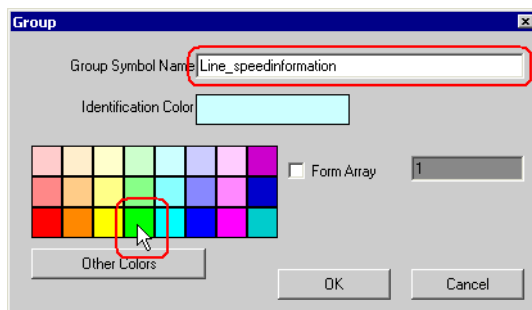 Group
Group Symbol Name Line_speedinformation
Identification Color
Form Array 1
Other Colors
OK Cancel